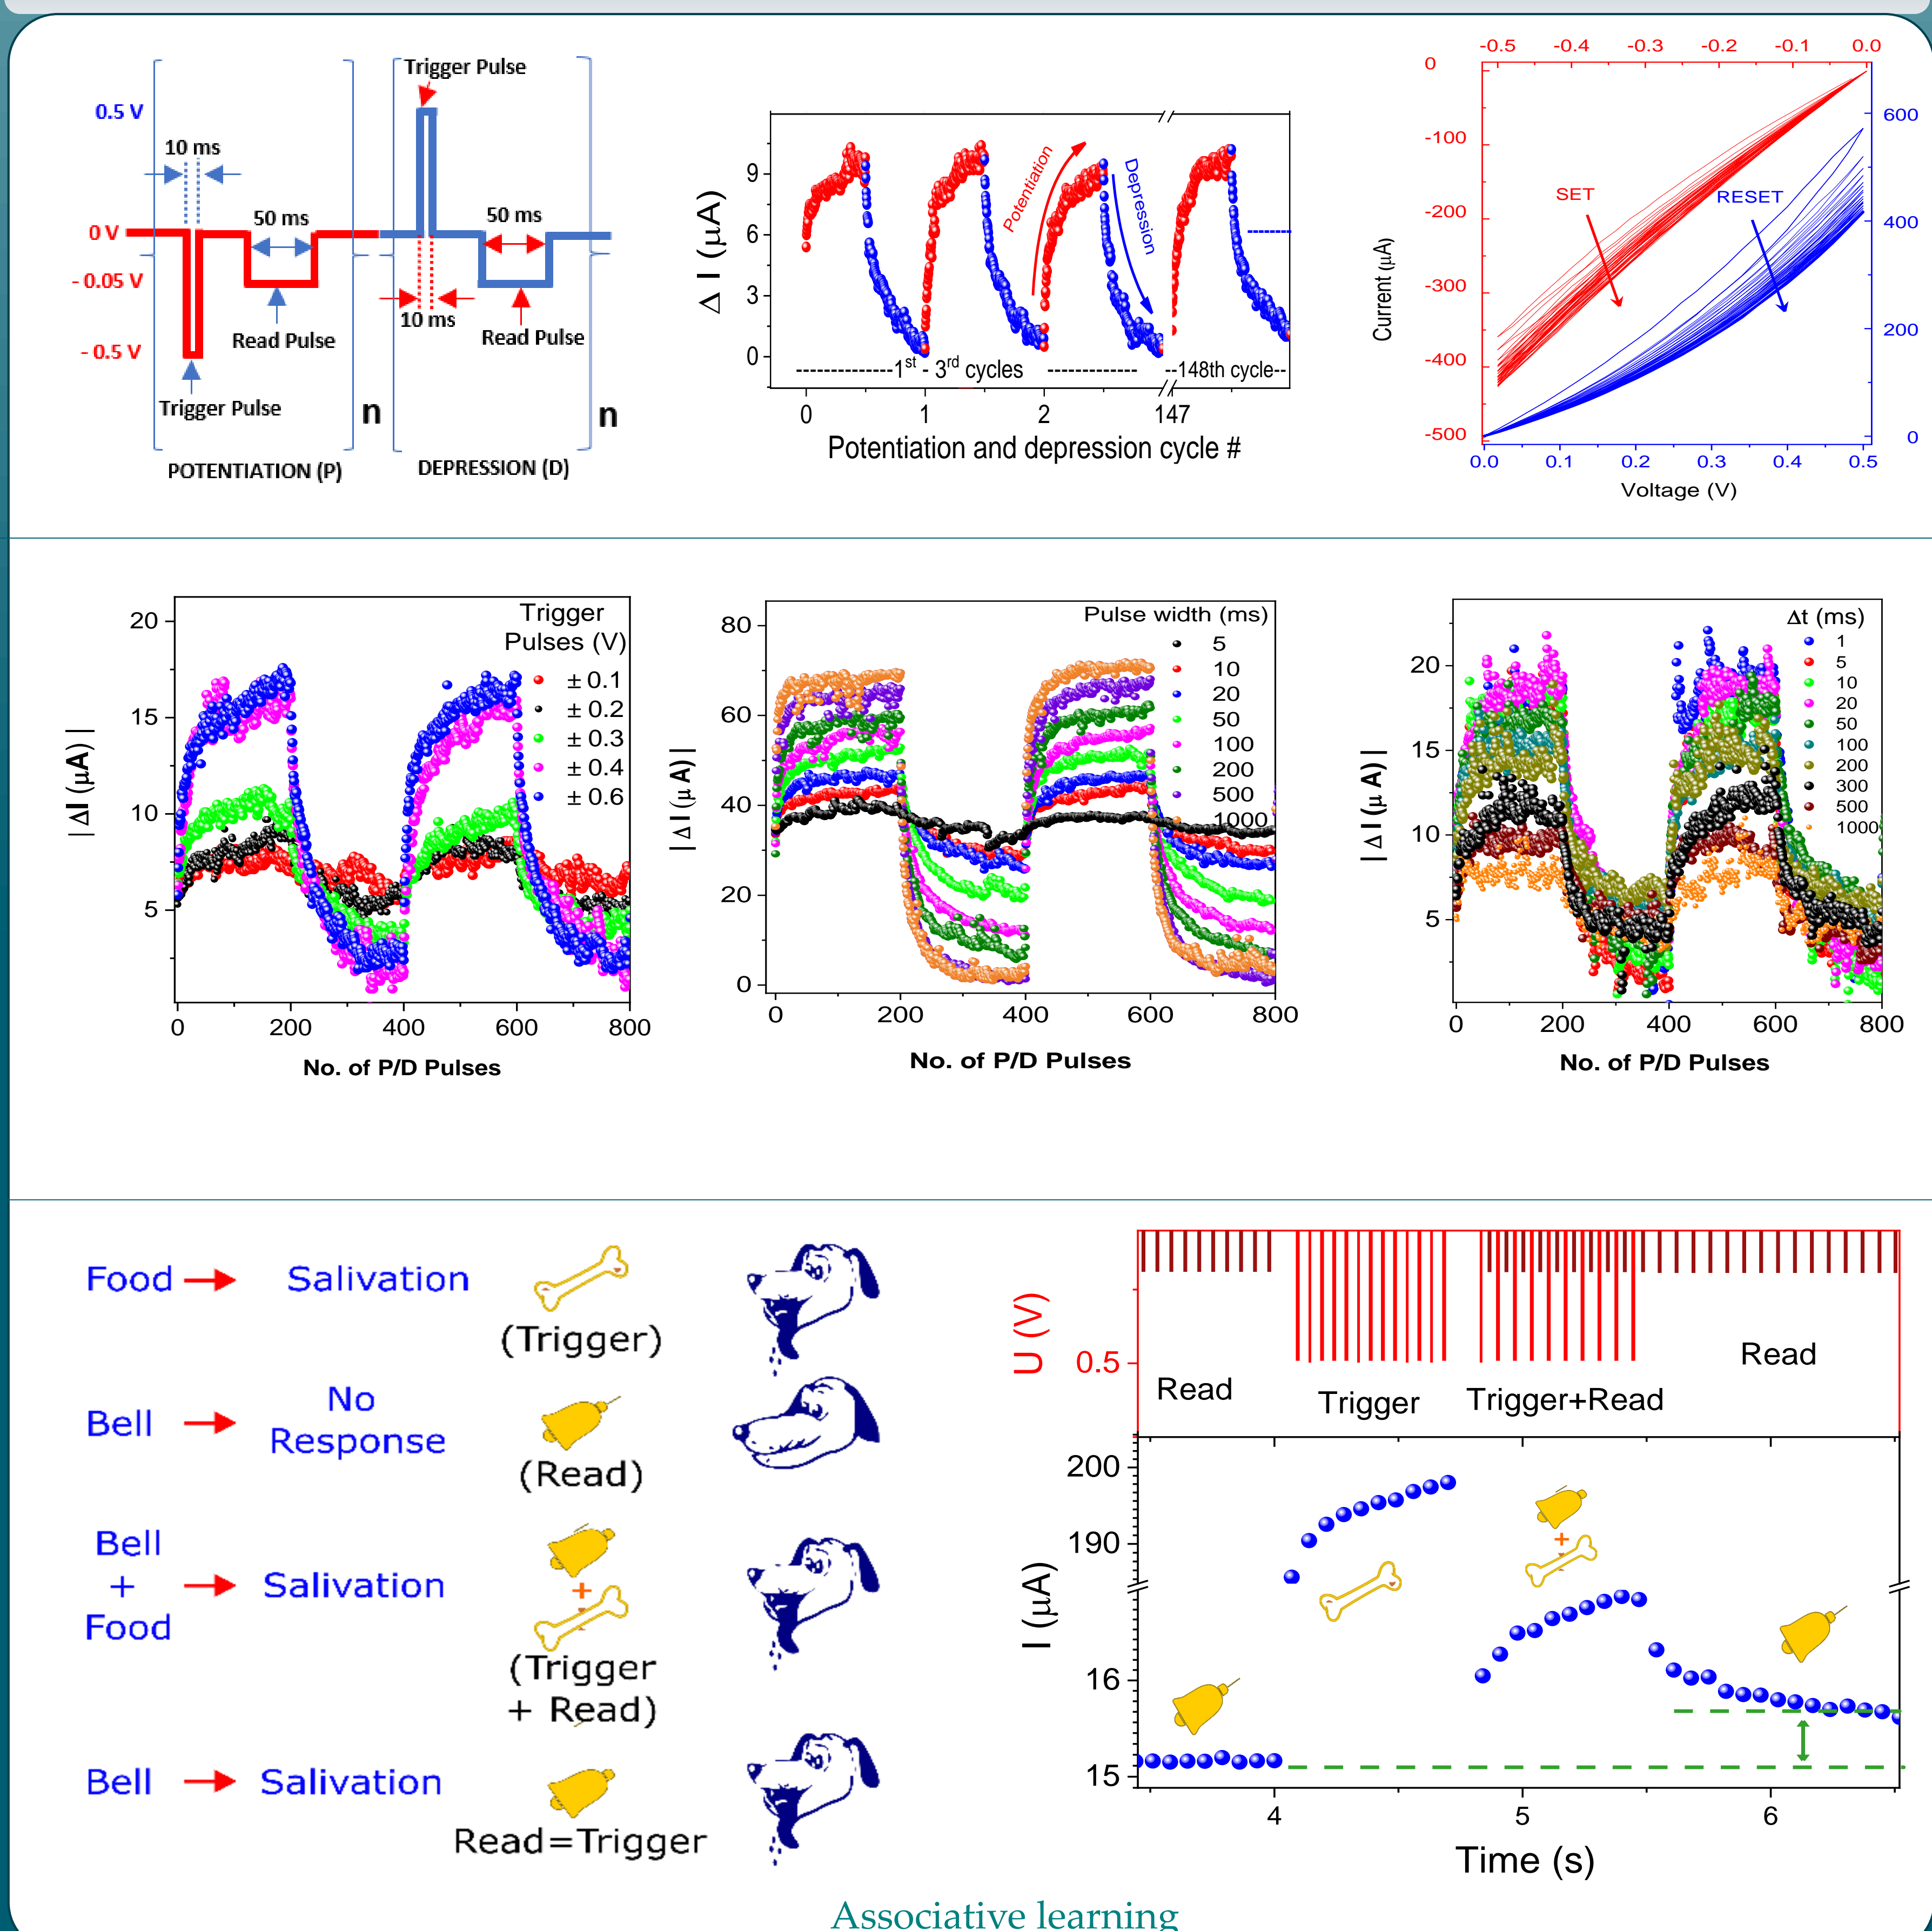 Trigger Pulse
0.5 V
10 ms
50 ms
50 ms
0 V
- 0.05 V
10 ms
Read Pulse
Read Pulse
- 0.5 V
Trigger Pulse
n
n
POTENTIATION (P)
DEPRESSION (D)
Δ I (μA)
9
6
3
0
Potentiation
Depression
1st - 3rd cycles
148th cycle
0
1
2
147
Potentiation and depression cycle #
-0.5
-0.4
-0.3
-0.2
-0.1
0.0
0
-100
-200
-300
-400
-500
Current (μA)
SET
RESET
600
400
200
0
0.0
0.1
0.2
0.3
0.4
0.5
Voltage (V)
|ΔI (μA) |
20
15
10
5
Trigger
Pulses (V)
± 0.1
± 0.2
± 0.3
± 0.4
± 0.6
0
200
400
600
800
No. of P/D Pulses
| Δ I (μ A) |
80
60
40
20
0
Pulse width (ms)
5
10
20
50
100
200
500
1000
0
200
400
600
800
No. of P/D Pulses
| Δ I (μ A) |
20
15
10
5
Δt (ms)
1
5
10
20
50
100
200
300
500
1000
0
200
400
600
800
No. of P/D Pulses
Food
Salivation
(Trigger)
Bell
No
Response
(Read)
Bell
+
Food
Salivation
+
(Trigger
+ Read)
Bell
Salivation
Read=Trigger
U (V)
0.5
Read
Trigger
Trigger+Read
Read
I (μA)
200
190
16
15
+
4
5
6
Time (s)
Associative learning